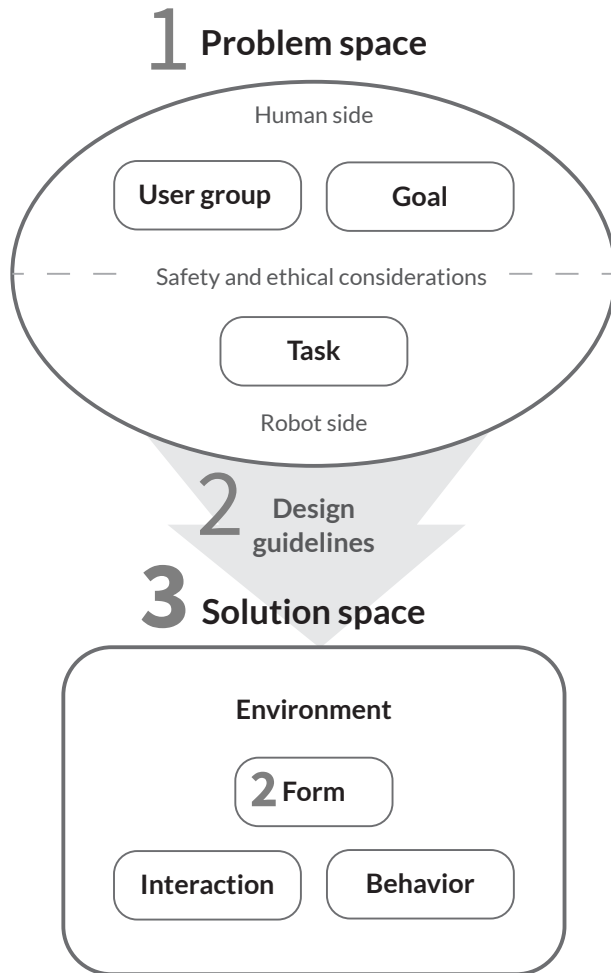 1 Problem space
Human side
User group
Goal
Safety and ethical considerations
Task
Robot side
2 Design
guidelines
3 Solution space
Environment
2 Form
Interaction
Behavior